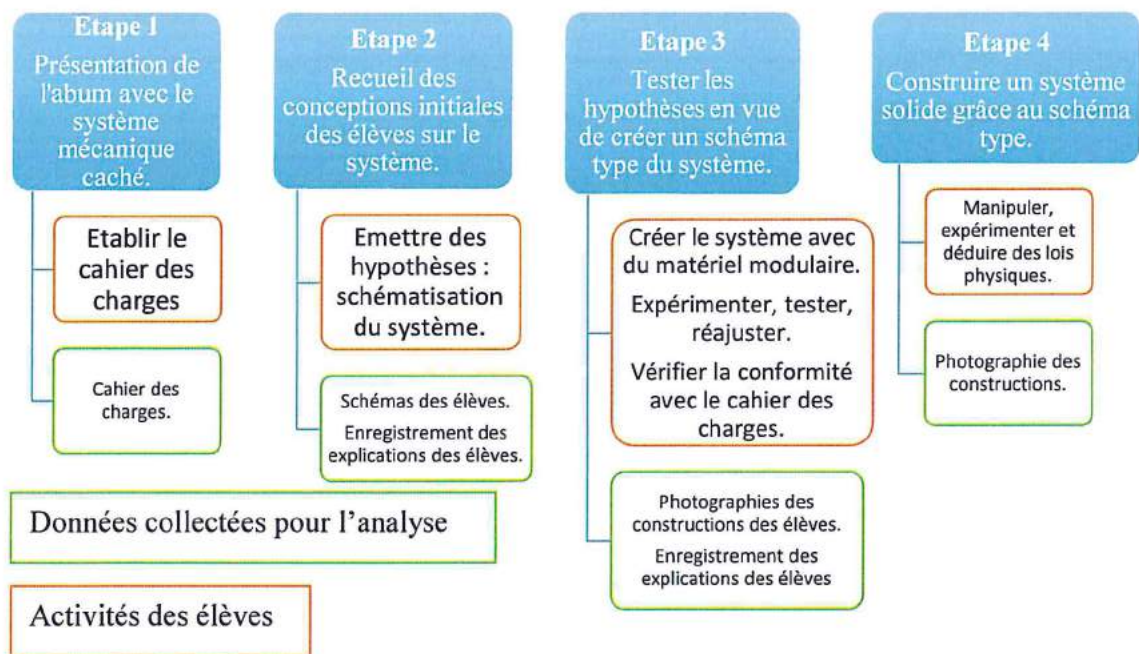 Etape 1
Présentation de
l'abum avec le
système
mécanique
caché.
Etablir le
cahier des
charges
Cahier des
charges.
Etape 2
Recueil des
conceptions initiales
des élèves sur le
système.
Emettre des
hypothèses :
schématisation
du système.
Schémas des élèves.
Enregistrement des
explications des élèves.
Etape 3
Tester les
hypothèses en vue
de créer un schéma
type du système.
Créer le système avec
du matériel modulaire.
Expérimenter, tester,
réajuster.
Vérifier la conformité
avec le cahier des
charges.
Photographies des
constructions des élèves.
Enregistrement des
explications des élèves
Etape 4
Construire un système
solide grâce au schéma
type.
Manipuler,
expérimenter et
déduire des lois
physiques.
Photographie des
constructions.
Données collectées pour l'analyse
Activités des élèves